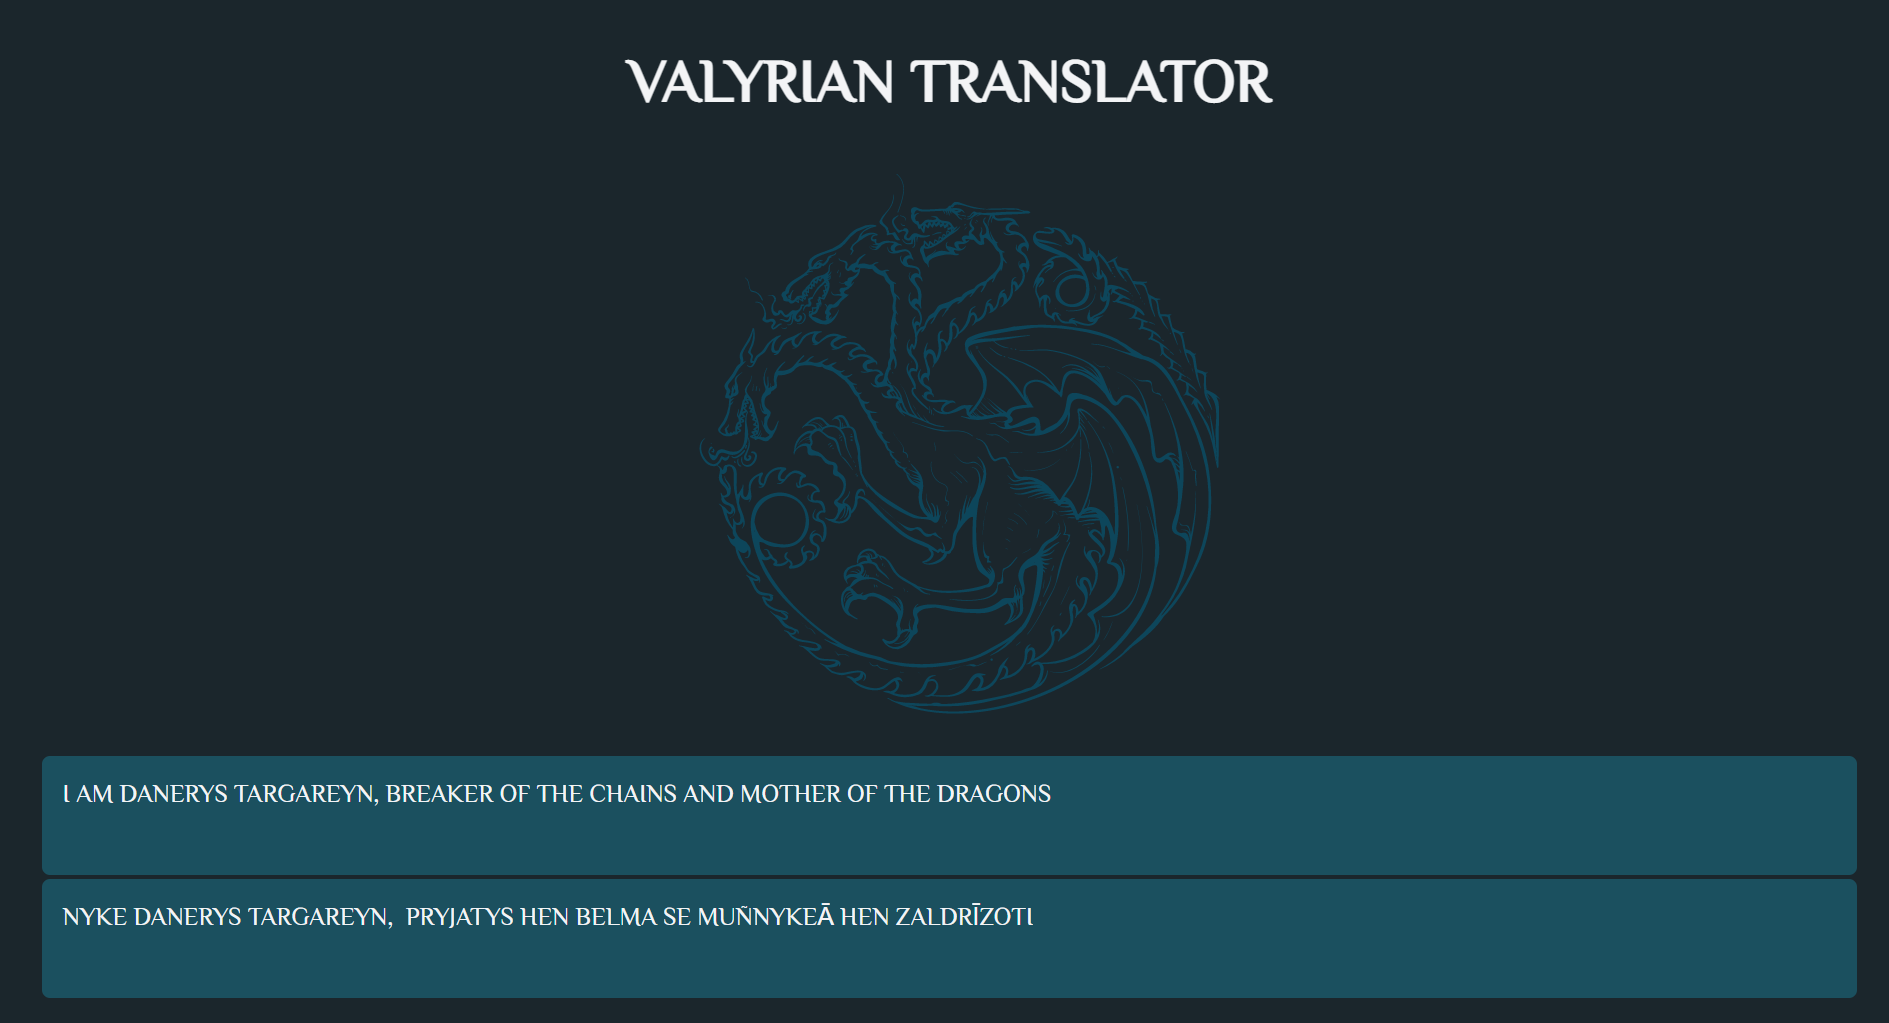 VALYRIAN TRANSLATOR
I AM DANERYS TARGAREYN, BREAKER OF THE CHAINS AND MOTHER OF THE DRAGONS
NYKE DANERYS TARGAREYN,  PRYJATYS HEN BELMA SE MUÑNYKEĀ HEN ZALDRĪZOTI